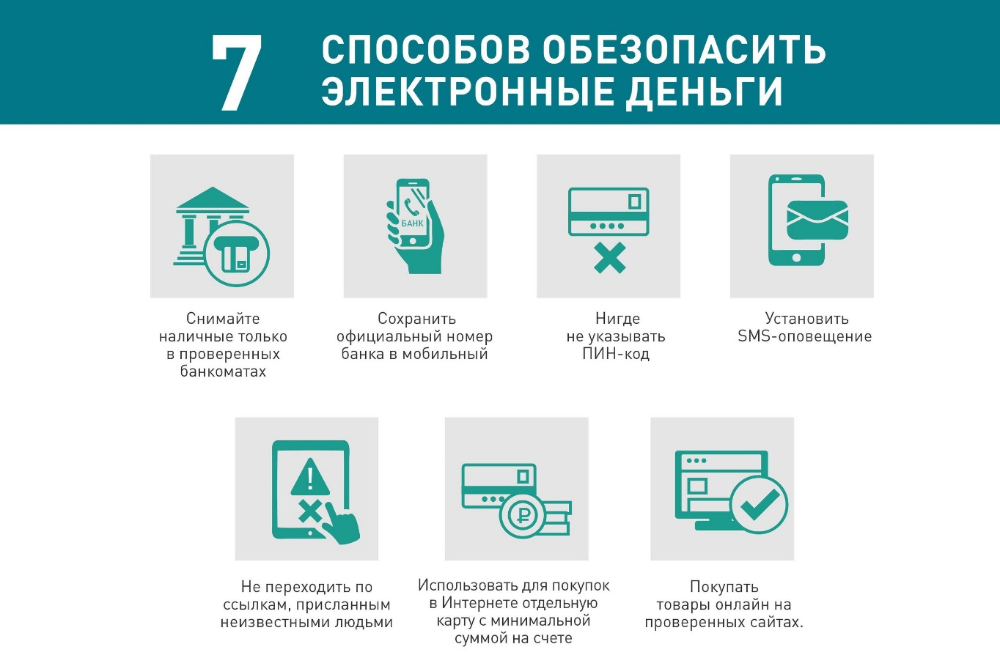 7
СПОСОБОВ ОБЕЗОПАСИТЬ
ЭЛЕКТРОННЫЕ ДЕНЬГИ
БАНК
Снимайте
наличные только
в проверенных
банкоматах
Сохранить
официальный номер
банка в мобильный
Нигде
не указывать
ПИН-код
Установить
SMS-оповещение
Не переходить по
ссылкам, присланным
неизвестными людьми
Использовать для покупок
в Интернете отдельную
карту с минимальной
суммой на счете
Покупать
товары онлайн на
проверенных сайтах.